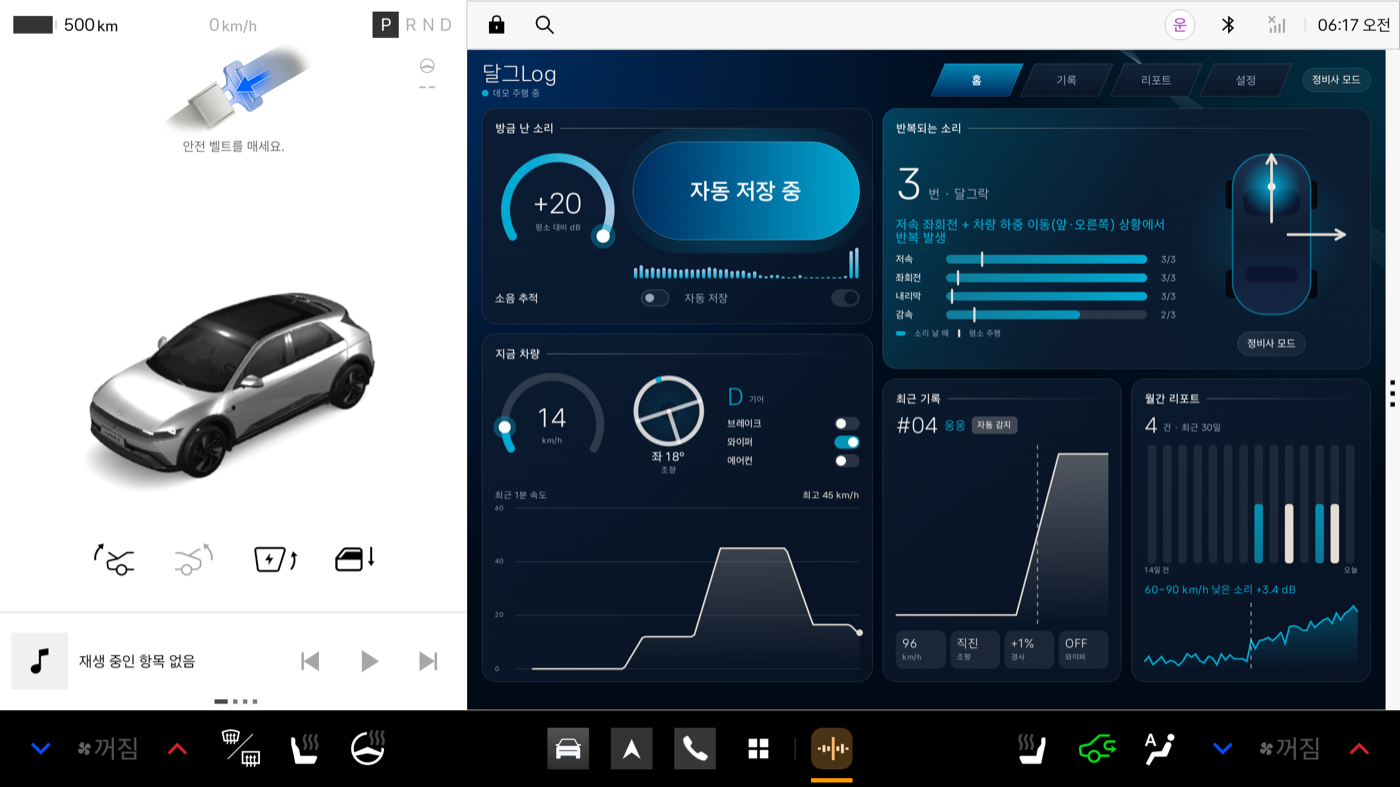 500 km
0 km/h
P R N D
안전 벨트를 매세요.
--
재생 중인 항목 없음
운
06:17 오전
달그Log
데모 주행 중
홈
기록
리포트
설정
정비사 모드
방금 난 소리
+20
평소 대비 dB
자동 저장 중
소음 추적
자동 저장
반복되는 소리
3 번 · 달그락
저속 좌회전 + 차량 하중 이동(앞·오른쪽) 상황에서
반복 발생
저속 3/3
좌회전 3/3
내리막 3/3
감속 2/3
소리 날 때 평소 주행
정비사 모드
지금 차량
14
km/h
좌 18°
조향
D 기어
브레이크
와이퍼
에어컨
최근 1분 속도
최고 45 km/h
60
40
20
0
최근 기록
#04 웅웅 자동 감지
96
km/h
직진
조향
+1%
경사
OFF
와이퍼
월간 리포트
4 건 · 최근 30일
14일 전
오늘
60~90 km/h 낮은 소리 +3.4 dB
꺼짐
A
꺼짐